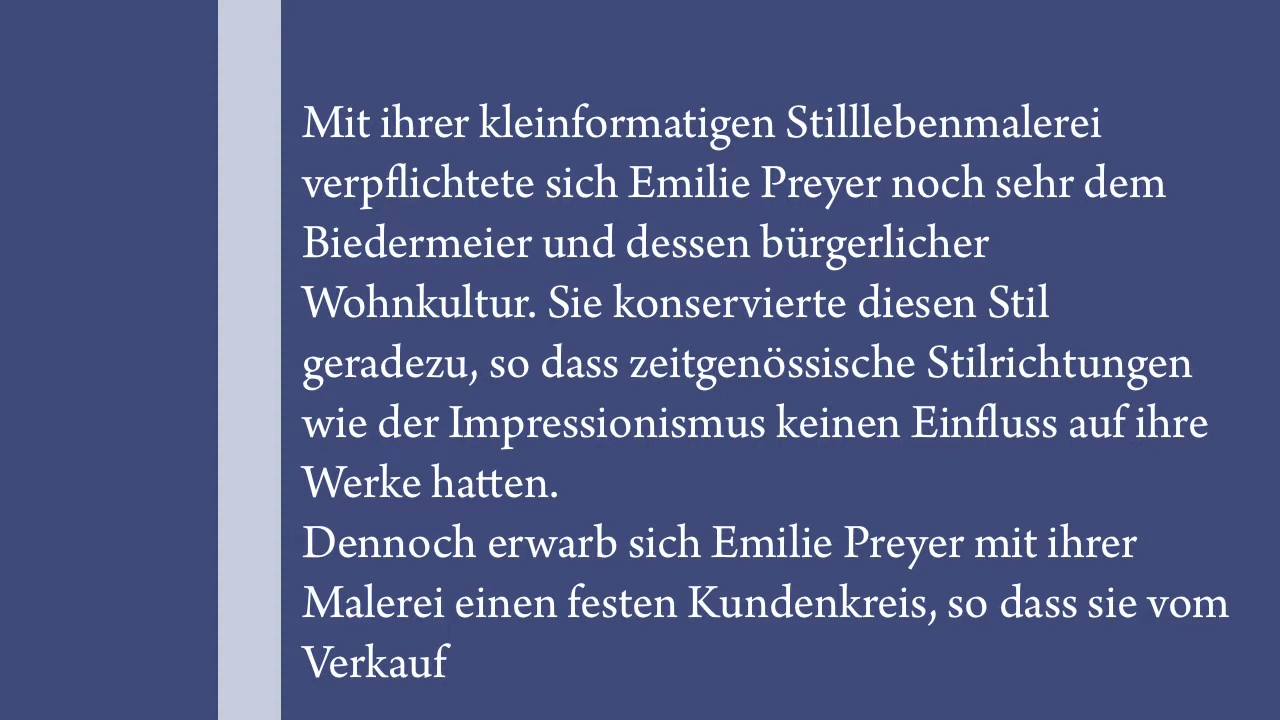 Mit ihrer kleinformatigen Stilllebenmalerei
verpflichtete sich Emilie Preyer noch sehr dem
Biedermeier und dessen bürgerlicher
Wohnkultur. Sie konservierte diesen Stil
geradezu, so dass zeitgenössische Stilrichtungen
wie der Impressionismus keinen Einfluss auf ihre
Werke hatten.
Dennoch erwarb sich Emilie Preyer mit ihrer
Malerei einen festen Kundenkreis, so dass sie vom
Verkauf